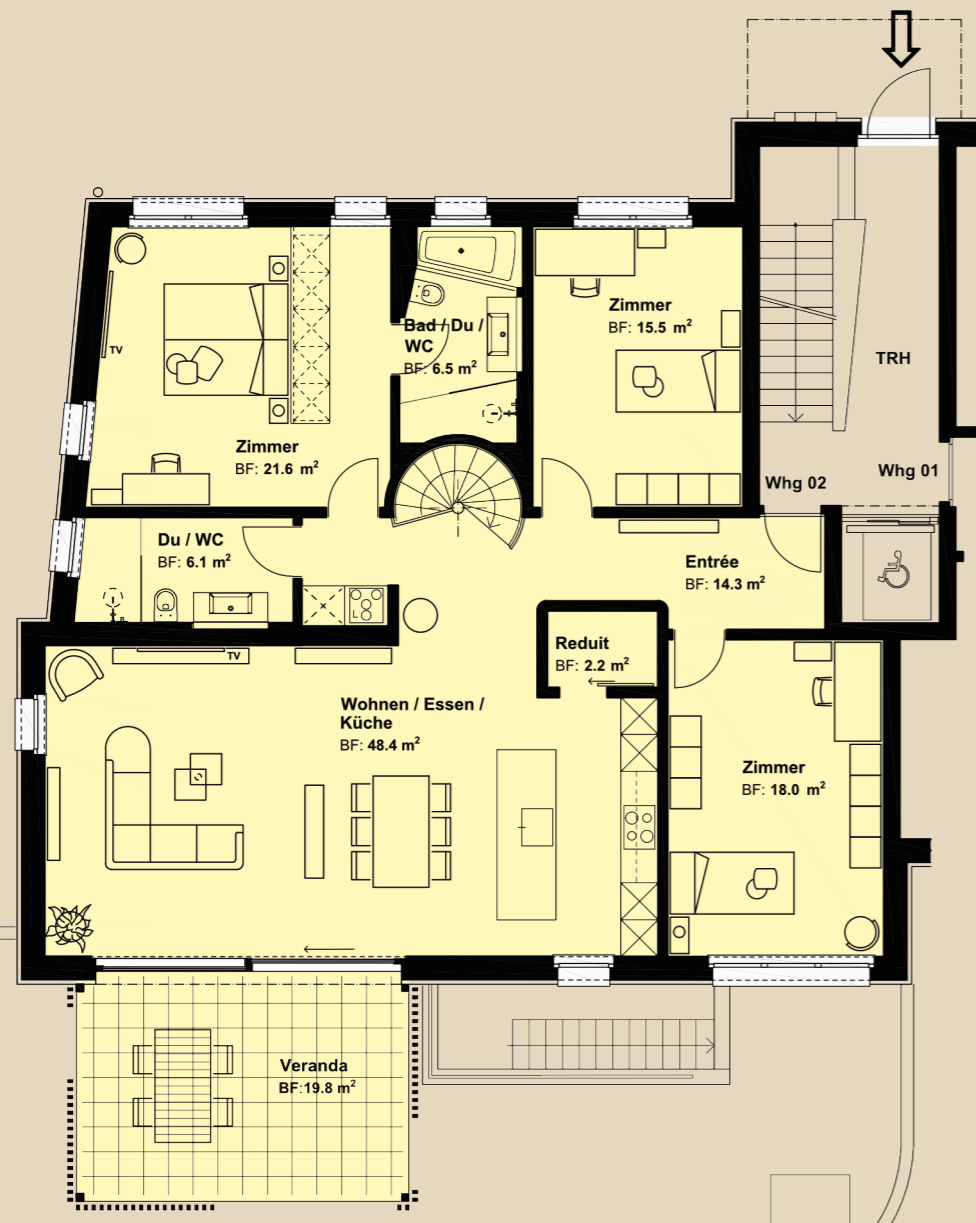 Zimmer
BF: 15.5 m²
Bad / Du /
WC
BF: 6.5 m²
TV
TRH
Zimmer
BF: 21.6 m²
Whg 01
Whg 02
Du / WC
BF: 6.1 m²
Entrée
BF: 14.3 m²
Reduit
BF: 2.2 m²
TV
Wohnen / Essen /
Küche
BF: 48.4 m²
Zimmer
BF: 18.0 m²
Veranda
BF:19.8 m²